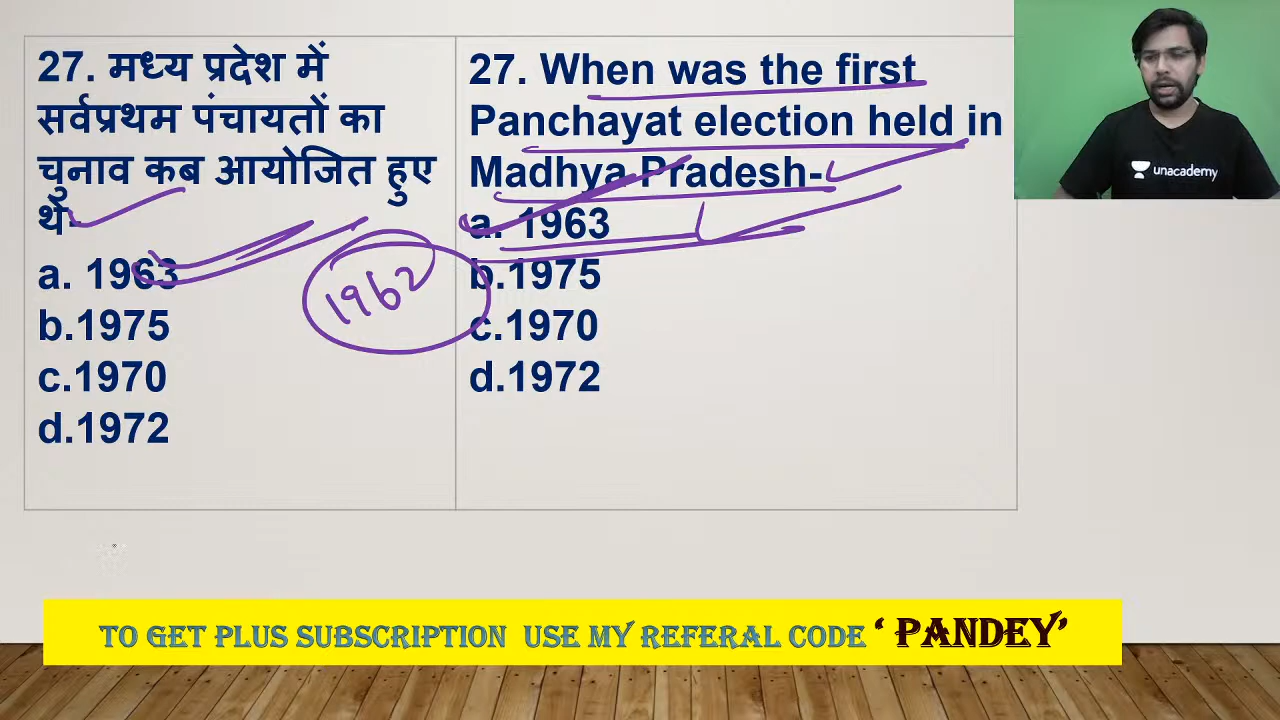 27. मध्य प्रदेश में
सर्वप्रथम पंचायतों का
चुनाव कब आयोजित हुए
थे-
a. 1963
b.1975
c.1970
d.1972
1962
27. When was the first
Panchayat election held in
Madhya Pradesh-
a. 1963
b.1975
c.1970
d.1972
unacademy
TO GET PLUS SUBSCRIPTION USE MY REFERAL CODE ‘ PANDEY’